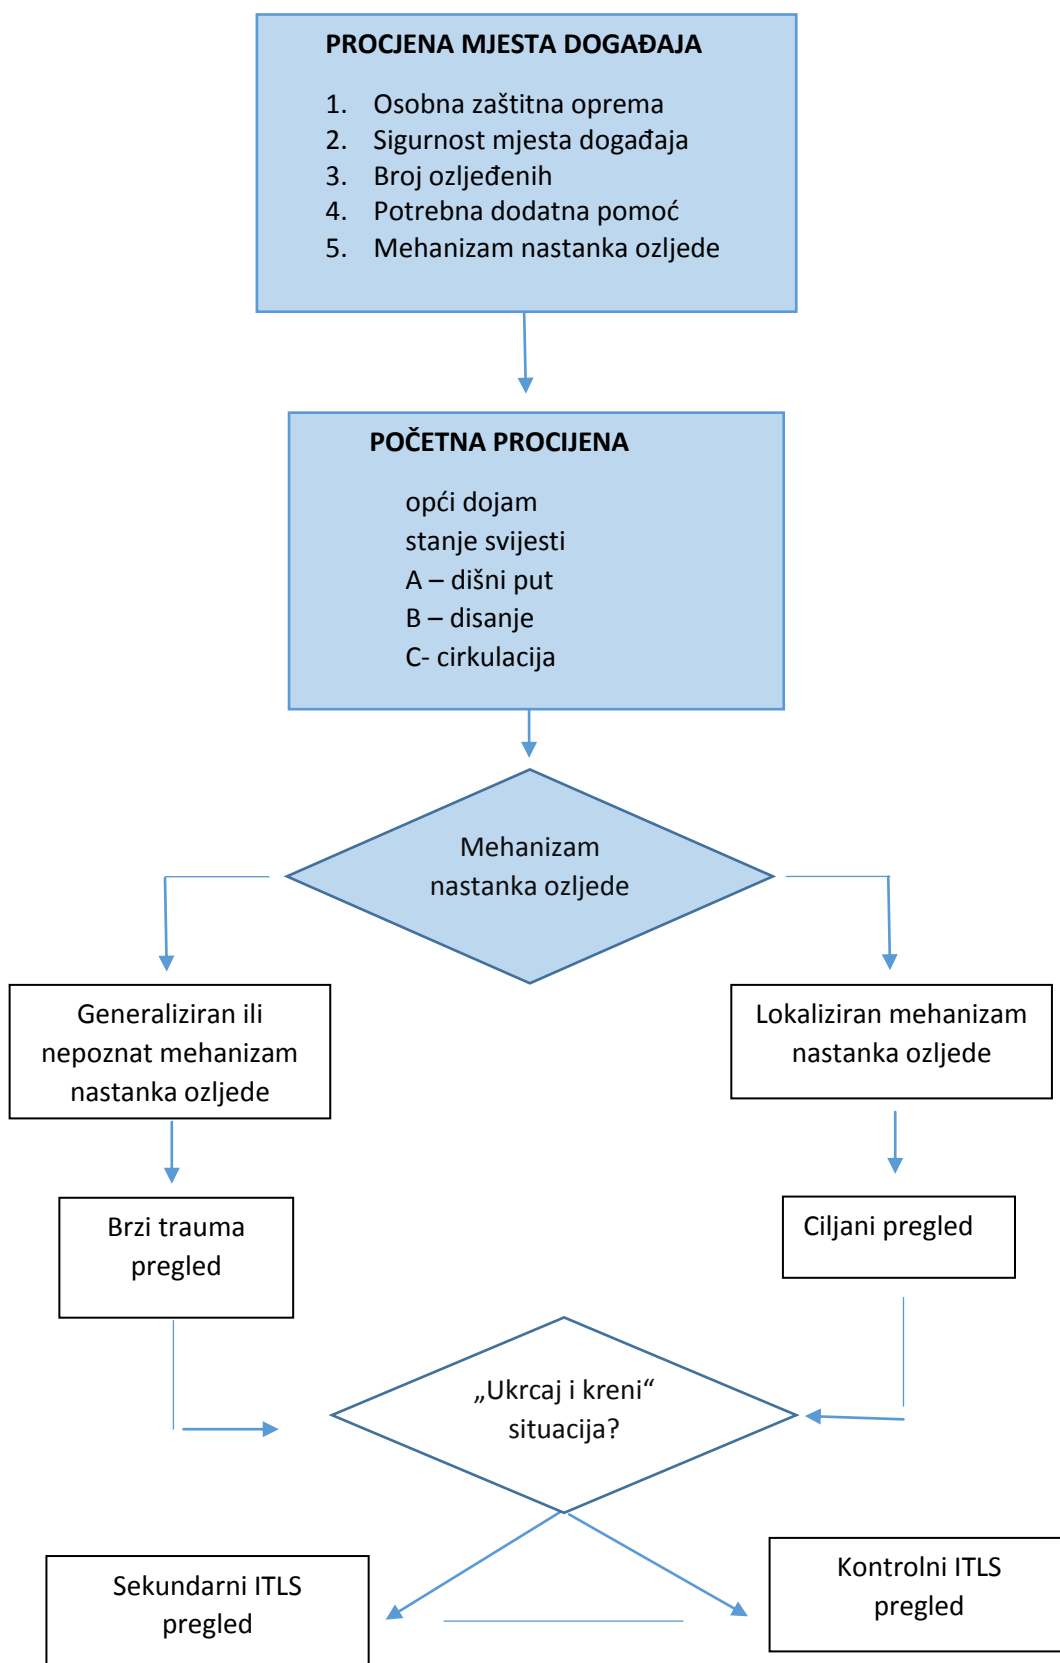 PROCJENA MJESTA DOGAĐAJA
1. Osobna zaštitna oprema
2. Sigurnost mjesta događaja
3. Broj ozljeđenih
4. Potrebna dodatna pomoć
5. Mehanizam nastanka ozljede
POČETNA PROCIJENA
opći dojam
stanje svijesti
A – dišni put
B – disanje
C- cirkulacija
Mehanizam
nastanka ozljede
Generaliziran ili
nepoznat mehanizam
nastanka ozljede
Lokaliziran mehanizam
nastanka ozljede
Brzi trauma
pregled
Ciljani pregled
„Ukrcaj i kreni“
situacija?
Sekundarni ITLS
pregled
Kontrolni ITLS
pregled